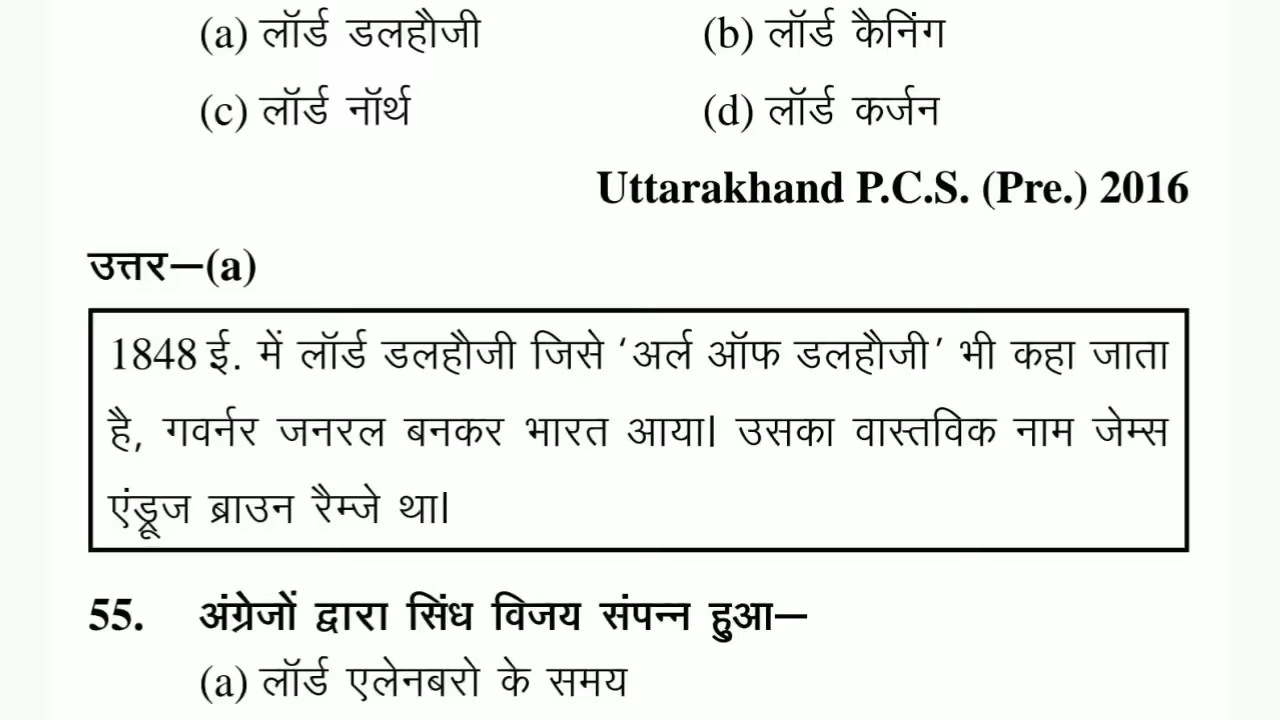 (a) लॉर्ड डलहौजी (b) लॉर्ड कैनिंग
(c) लॉर्ड नॉर्थ (d) लॉर्ड कर्जन
Uttarakhand P.C.S. (Pre.) 2016
उत्तर—(a)
1848 ई. में लॉर्ड डलहौजी जिसे ‘अर्ल ऑफ डलहौजी’ भी कहा जाता
है, गवर्नर जनरल बनकर भारत आया। उसका वास्तविक नाम जेम्स
एंड्रूज ब्राउन रैम्जे था।
55. अंग्रेजों द्वारा सिंध विजय संपन्न हुआ—
(a) लॉर्ड एलेनबरो के समय